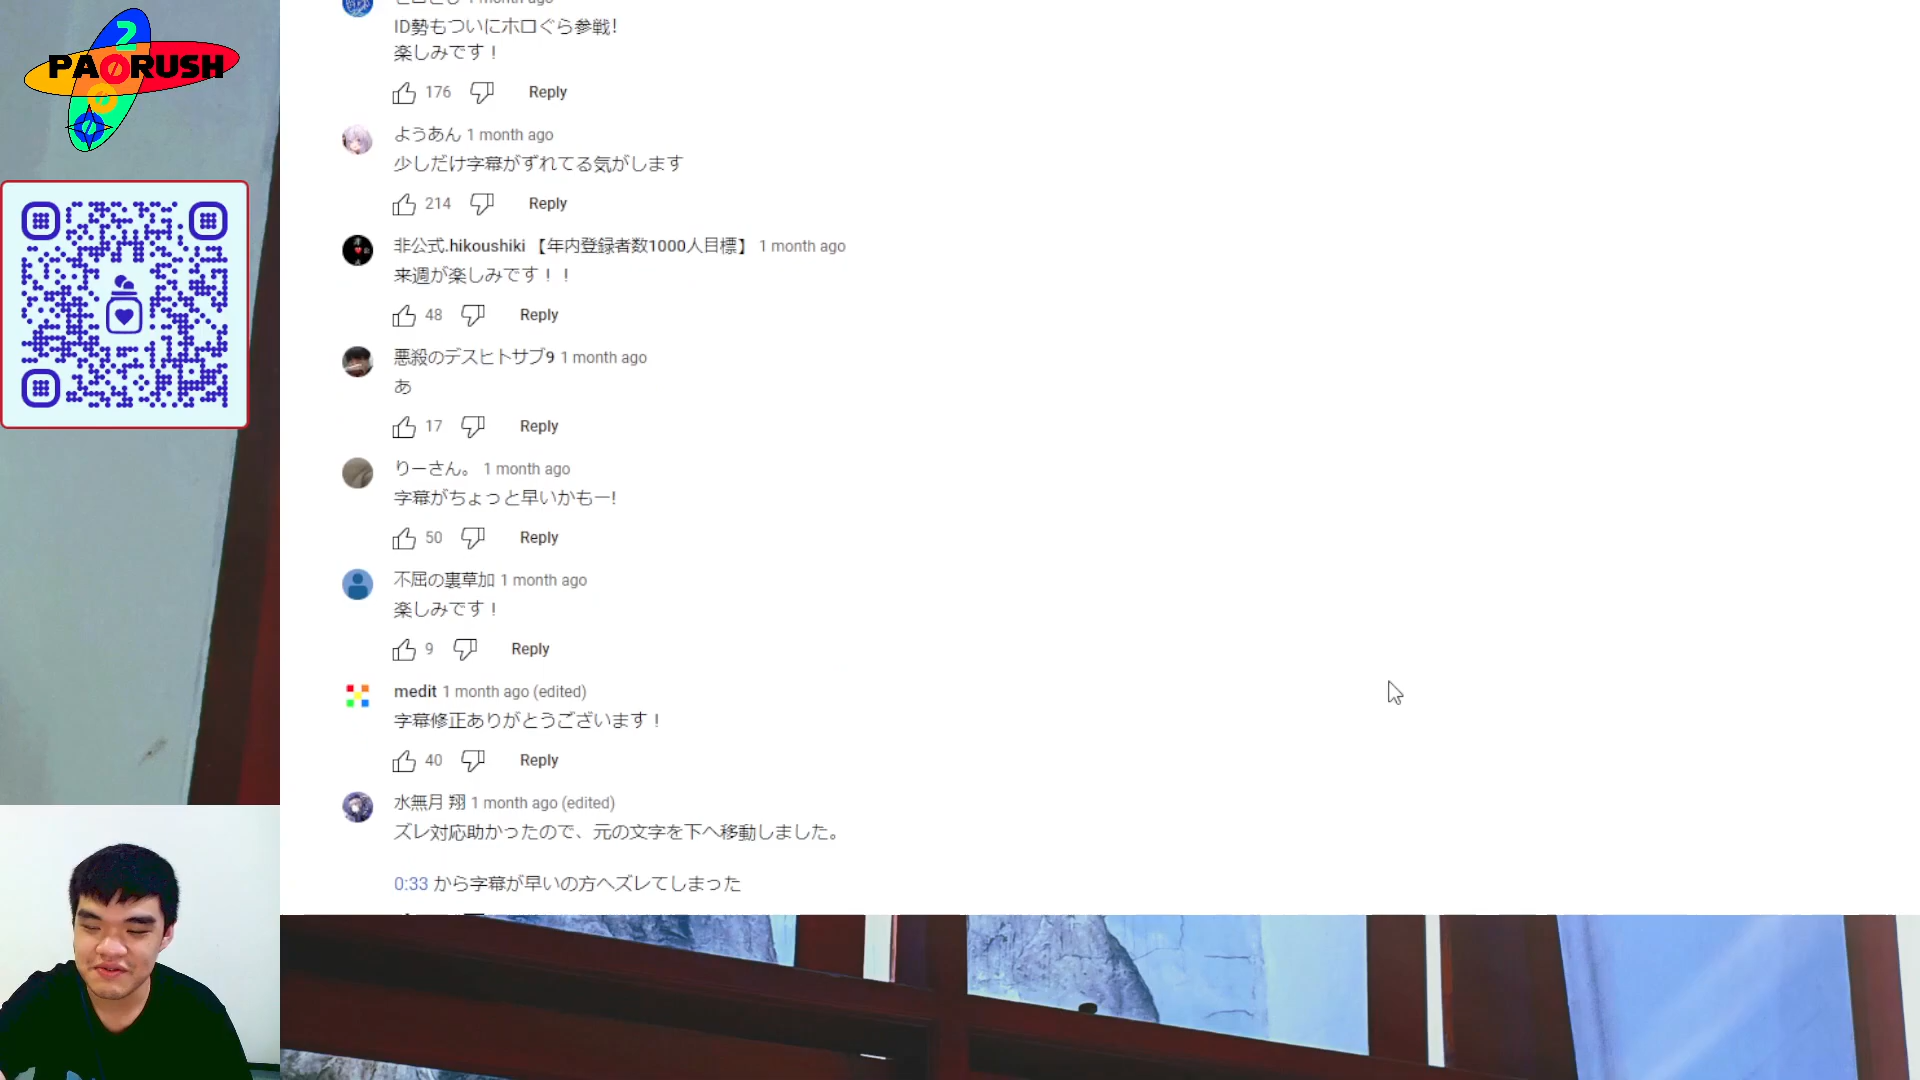 2
PAORUSH
1 month ago
ID勢もついにホロぐら参戦!
楽しみです！
176 Reply
ようあん 1 month ago
少しだけ字幕がずれてる気がします
214 Reply
非公式.hikoushiki 【年内登録者数1000人目標】 1 month ago
来週が楽しみです！！
48 Reply
悪殺のデスヒトサブ9 1 month ago
あ
17 Reply
りーさん。 1 month ago
字幕がちょっと早いかもー!
50 Reply
不屈の裏草加 1 month ago
楽しみです！
9 Reply
medit 1 month ago (edited)
字幕修正ありがとうございます！
40 Reply
水無月 翔 1 month ago (edited)
ズレ対応助かったので、元の文字を下へ移動しました。
0:33 から字幕が早いの方へズレてしまった